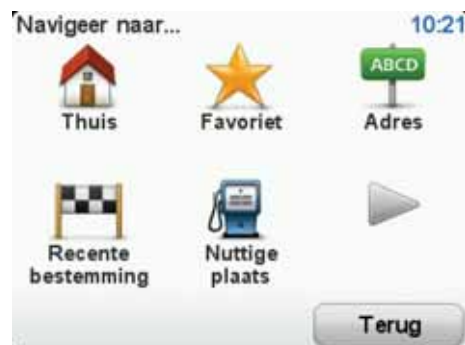 Navigeer naar... 10:21
ABCD
Thuis Favoriet Adres
Recente bestemming
Nuttige plaats
Terug